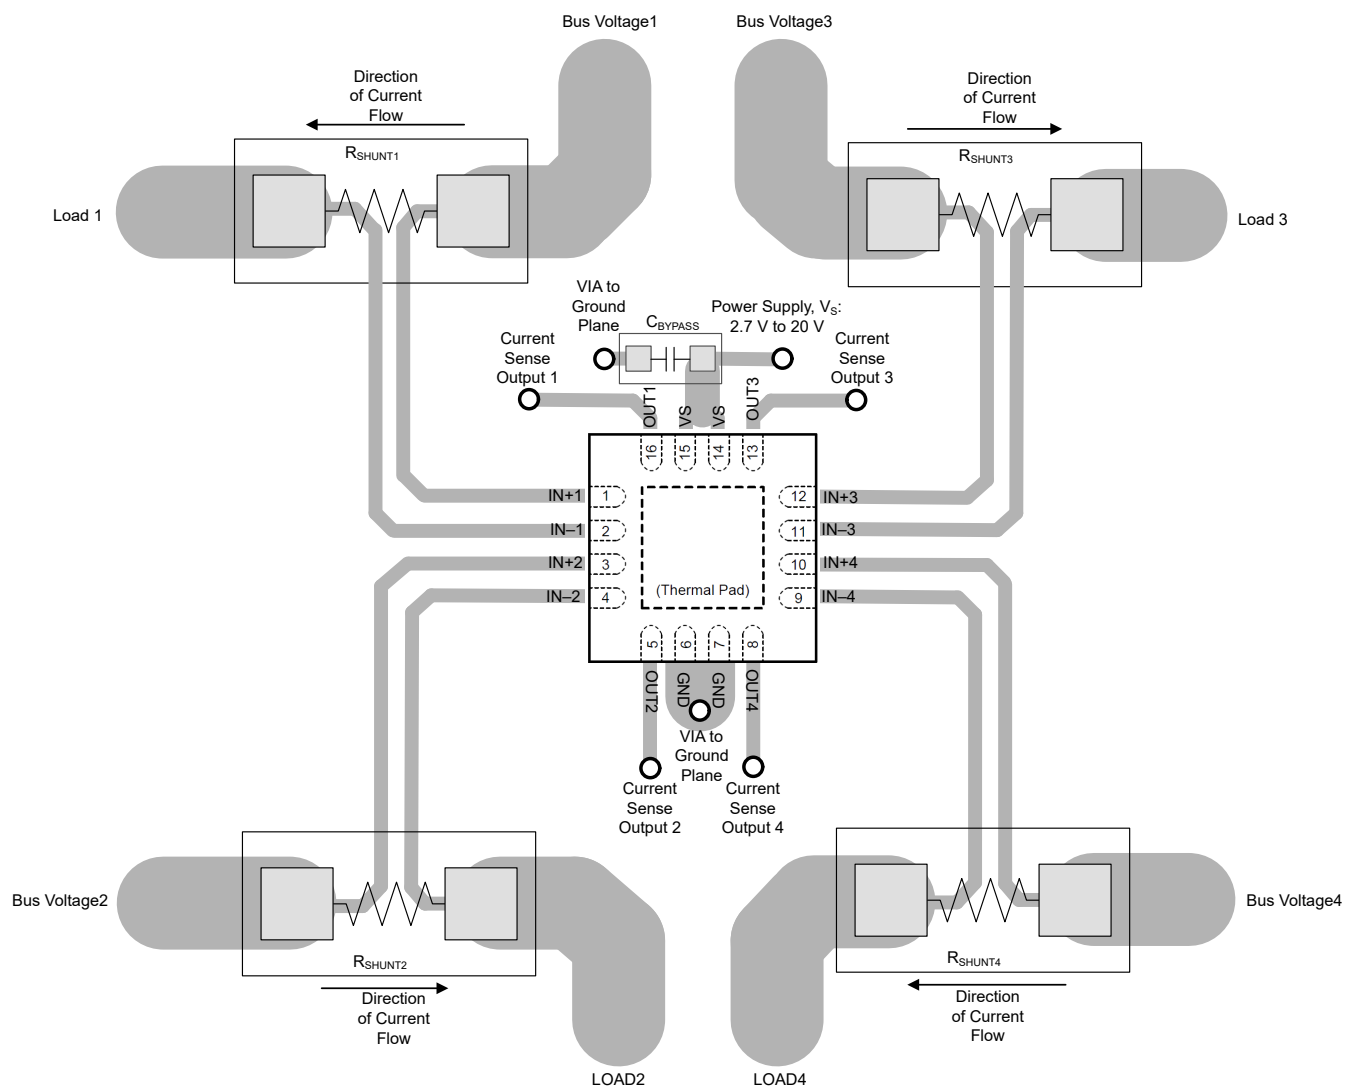 Bus Voltage1
Bus Voltage3
Direction
of Current
Flow
Direction
of Current
Flow
RSHUNT1
RSHUNT3
Load 1
Load 3
VIA to
Ground
Plane
CBYPASS
Power Supply, VS:
2.7 V to 20 V
Current
Sense
Output 1
Current
Sense
Output 3
OUT1
VS
VS
OUT3
16
15
14
13
IN+1
1
12
IN+3
IN–1
2
11
IN–3
IN+2
3
10
IN+4
IN–2
4
9
IN–4
(Thermal Pad)
5
6
7
8
OUT2
GND
GND
OUT4
VIA to
Ground
Plane
Current
Sense
Output 2
Current
Sense
Output 4
Bus Voltage2
Bus Voltage4
RSHUNT2
RSHUNT4
Direction
of Current
Flow
Direction
of Current
Flow
LOAD2
LOAD4